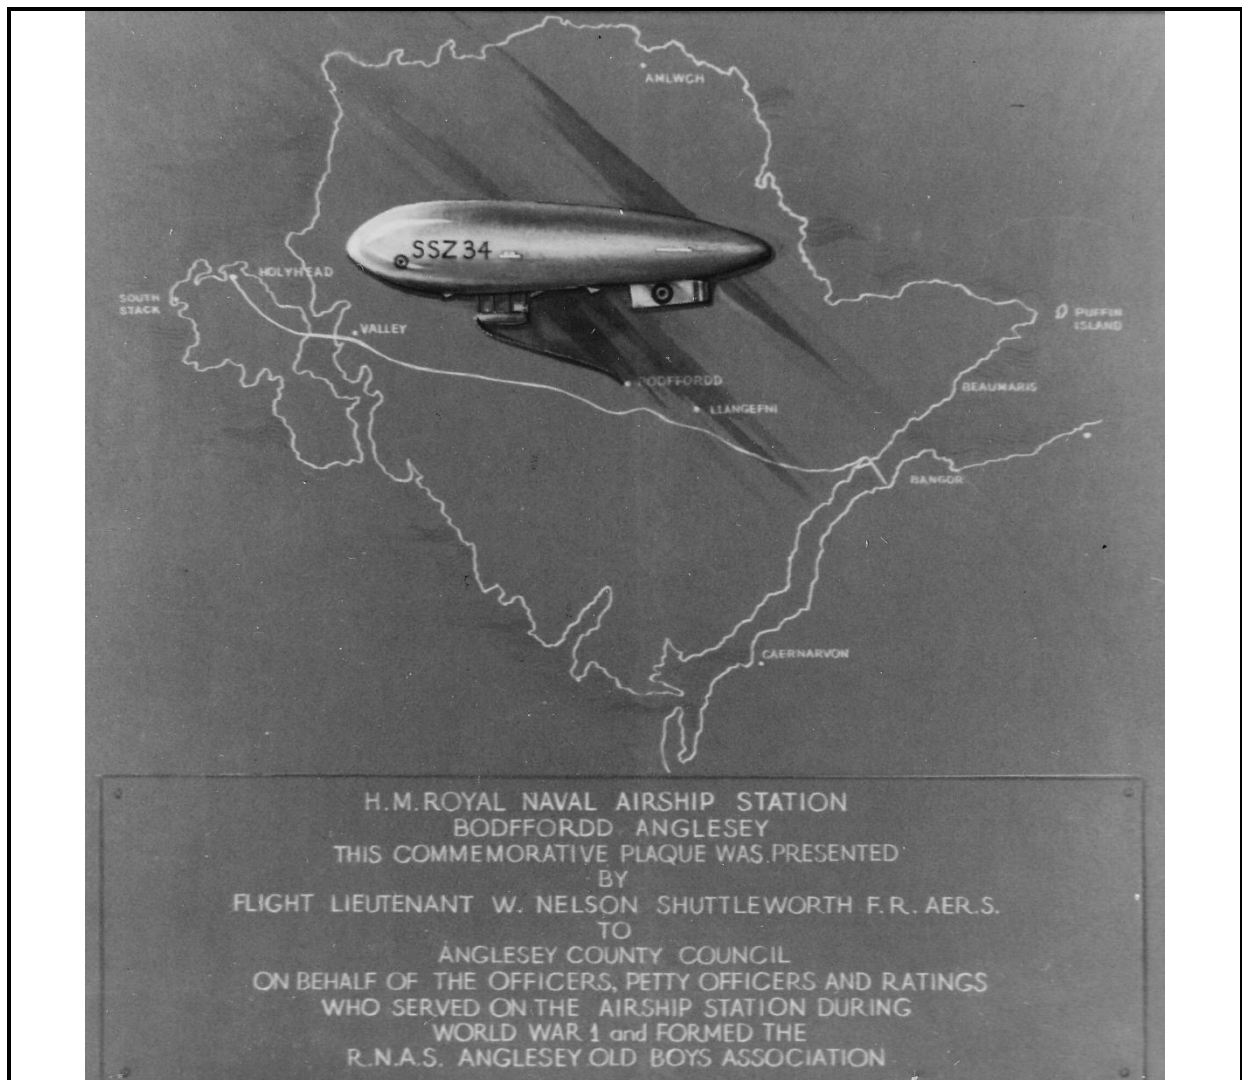 AMLWCH
SSZ 34
HOLYHEAD
SOUTH
STACK
PUFFIN
ISLAND
VALLEY
BODFFORDD
BEAUMARIS
LLANGEFNI
BANGOR
CAERNARVON
H.M. ROYAL NAVAL AIRSHIP STATION
BODFFORDD ANGLESEY
THIS COMMEMORATIVE PLAQUE WAS PRESENTED
BY
FLIGHT LIEUTENANT W. NELSON SHUTTLEWORTH F.R.AER.S.
TO
ANGLESEY COUNTY COUNCIL
ON BEHALF OF THE OFFICERS, PETTY OFFICERS AND RATINGS
WHO SERVED ON THE AIRSHIP STATION DURING
WORLD WAR 1 and FORMED THE
R.N.A.S. ANGLESEY OLD BOYS ASSOCIATION